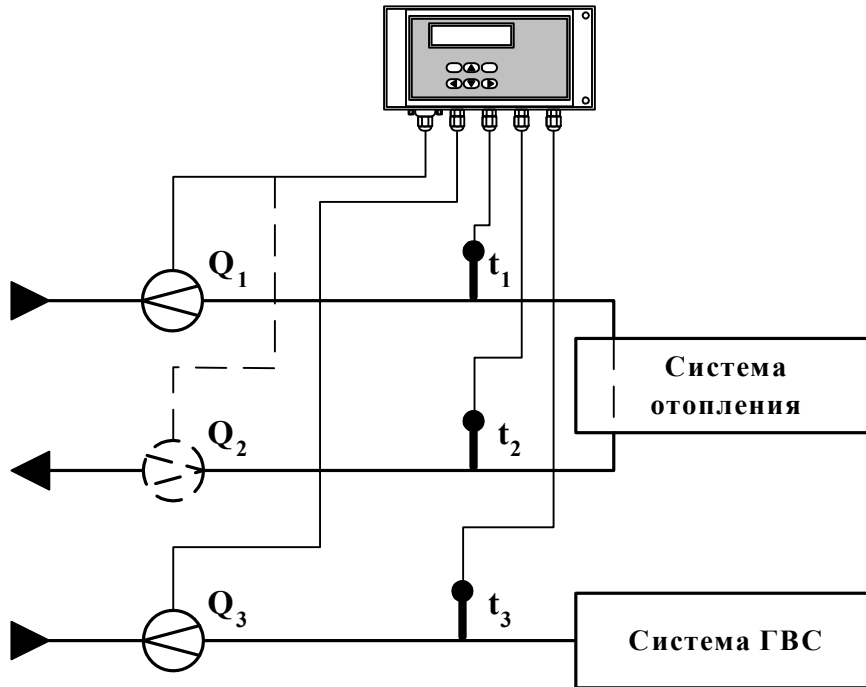 Q1
t1
Система
отопления
Q2
t2
Q3
t3
Система ГВС